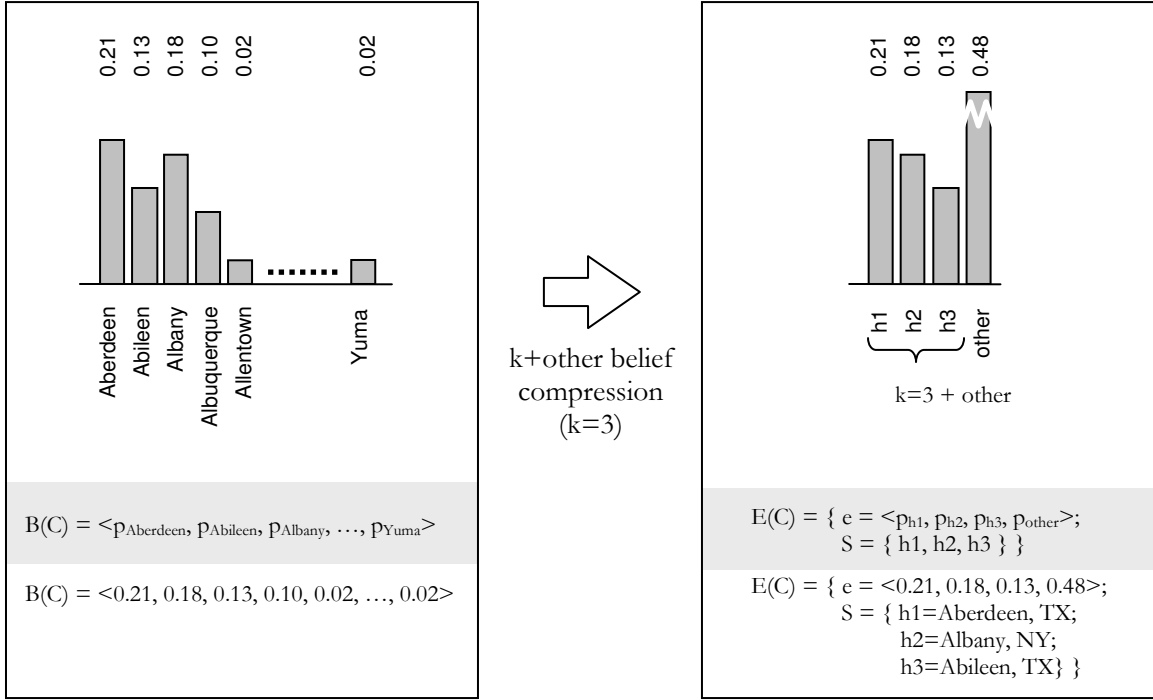 0.21 0.13 0.18 0.10 0.02 0.02
Aberdeen Abileen Albany Albuquerque Allentown Yuma
B(C) = <pAberdeen, pAbileen, pAlbany, …, pYuma>
B(C) = <0.21, 0.18, 0.13, 0.10, 0.02, …, 0.02>
k+other belief
compression
(k=3)
0.21 0.18 0.13 0.48
h1 h2 h3 other
k=3 + other
E(C) = { e = <ph1, ph2, ph3, pother>;
S = { h1, h2, h3 } }
E(C) = { e = <0.21, 0.18, 0.13, 0.48>;
S = { h1=Aberdeen, TX;
h2=Albany, NY;
h3=Abileen, TX} }